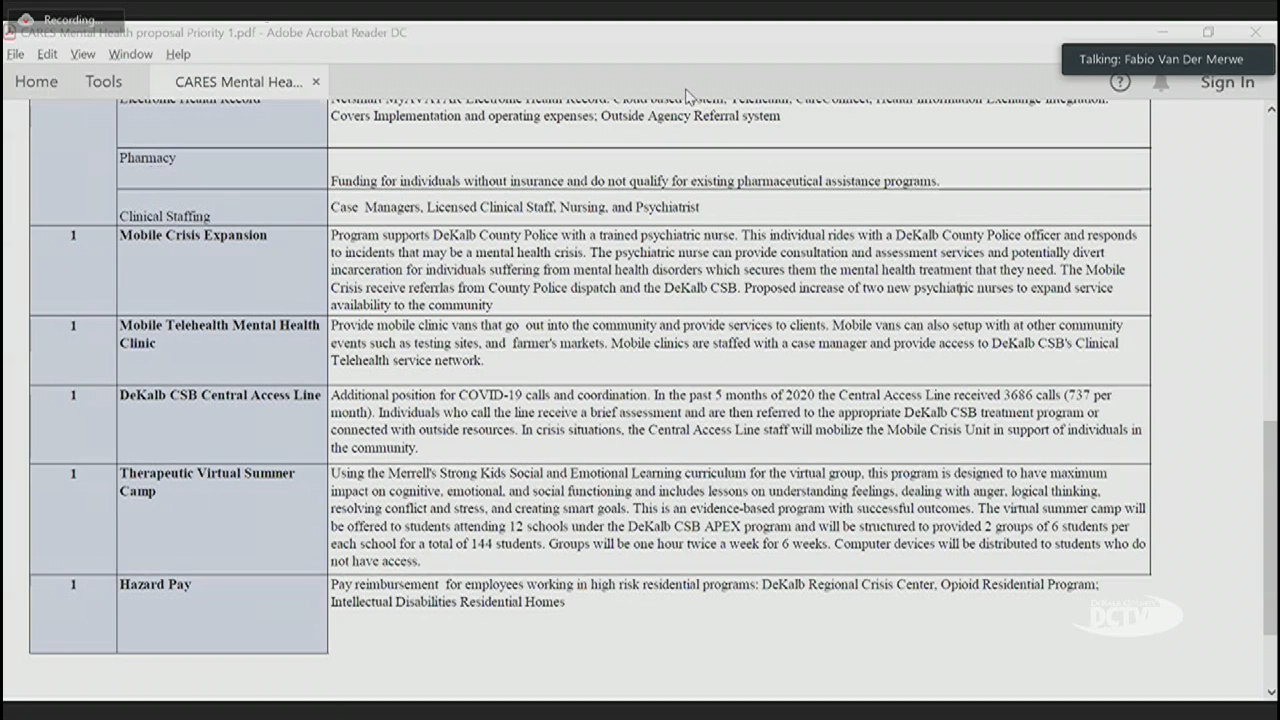 Recording...
CARES Mental Health proposal Priority 1.pdf - Adobe Acrobat Reader DC
File Edit View Window Help
Talking: Fabio Van Der Merwe
Home Tools CARES Mental Hea... × Sign In
Electronic Health Record
Netsmart MyAVATAR Electronic Health Record: Cloud based system, Telehealth, CareConnect, Health Information Exchange integration.
Covers Implementation and operating expenses; Outside Agency Referral system
Pharmacy
Funding for individuals without insurance and do not qualify for existing pharmaceutical assistance programs.
Clinical Staffing
Case Managers, Licensed Clinical Staff, Nursing, and Psychiatrist
1
Mobile Crisis Expansion
Program supports DeKalb County Police with a trained psychiatric nurse. This individual rides with a DeKalb County Police officer and responds
to incidents that may be a mental health crisis. The psychiatric nurse can provide consultation and assessment services and potentially divert
incarceration for individuals suffering from mental health disorders which secures them the mental health treatment that they need. The Mobile
Crisis receive referrlas from County Police dispatch and the DeKalb CSB. Proposed increase of two new psychiatric nurses to expand service
availability to the community
1
Mobile Telehealth Mental Health
Clinic
Provide mobile clinic vans that go out into the community and provide services to clients. Mobile vans can also setup with at other community
events such as testing sites, and farmer's markets. Mobile clinics are staffed with a case manager and provide access to DeKalb CSB's Clinical
Telehealth service network.
1
DeKalb CSB Central Access Line
Additional position for COVID-19 calls and coordination. In the past 5 months of 2020 the Central Access Line received 3686 calls (737 per
month). Individuals who call the line receive a brief assessment and are then referred to the appropriate DeKalb CSB treatment program or
connected with outside resources. In crisis situations, the Central Access Line staff will mobilize the Mobile Crisis Unit in support of individuals in
the community.
1
Therapeutic Virtual Summer
Camp
Using the Merrell's Strong Kids Social and Emotional Learning curriculum for the virtual group, this program is designed to have maximum
impact on cognitive, emotional, and social functioning and includes lessons on understanding feelings, dealing with anger, logical thinking,
resolving conflict and stress, and creating smart goals. This is an evidence-based program with successful outcomes. The virtual summer camp will
be offered to students attending 12 schools under the DeKalb CSB APEX program and will be structured to provided 2 groups of 6 students per
each school for a total of 144 students. Groups will be one hour twice a week for 6 weeks. Computer devices will be distributed to students who do
not have access.
1
Hazard Pay
Pay reimbursement for employees working in high risk residential programs: DeKalb Regional Crisis Center, Opioid Residential Program;
Intellectual Disabilities Residential Homes
DeKalb County
DCTV